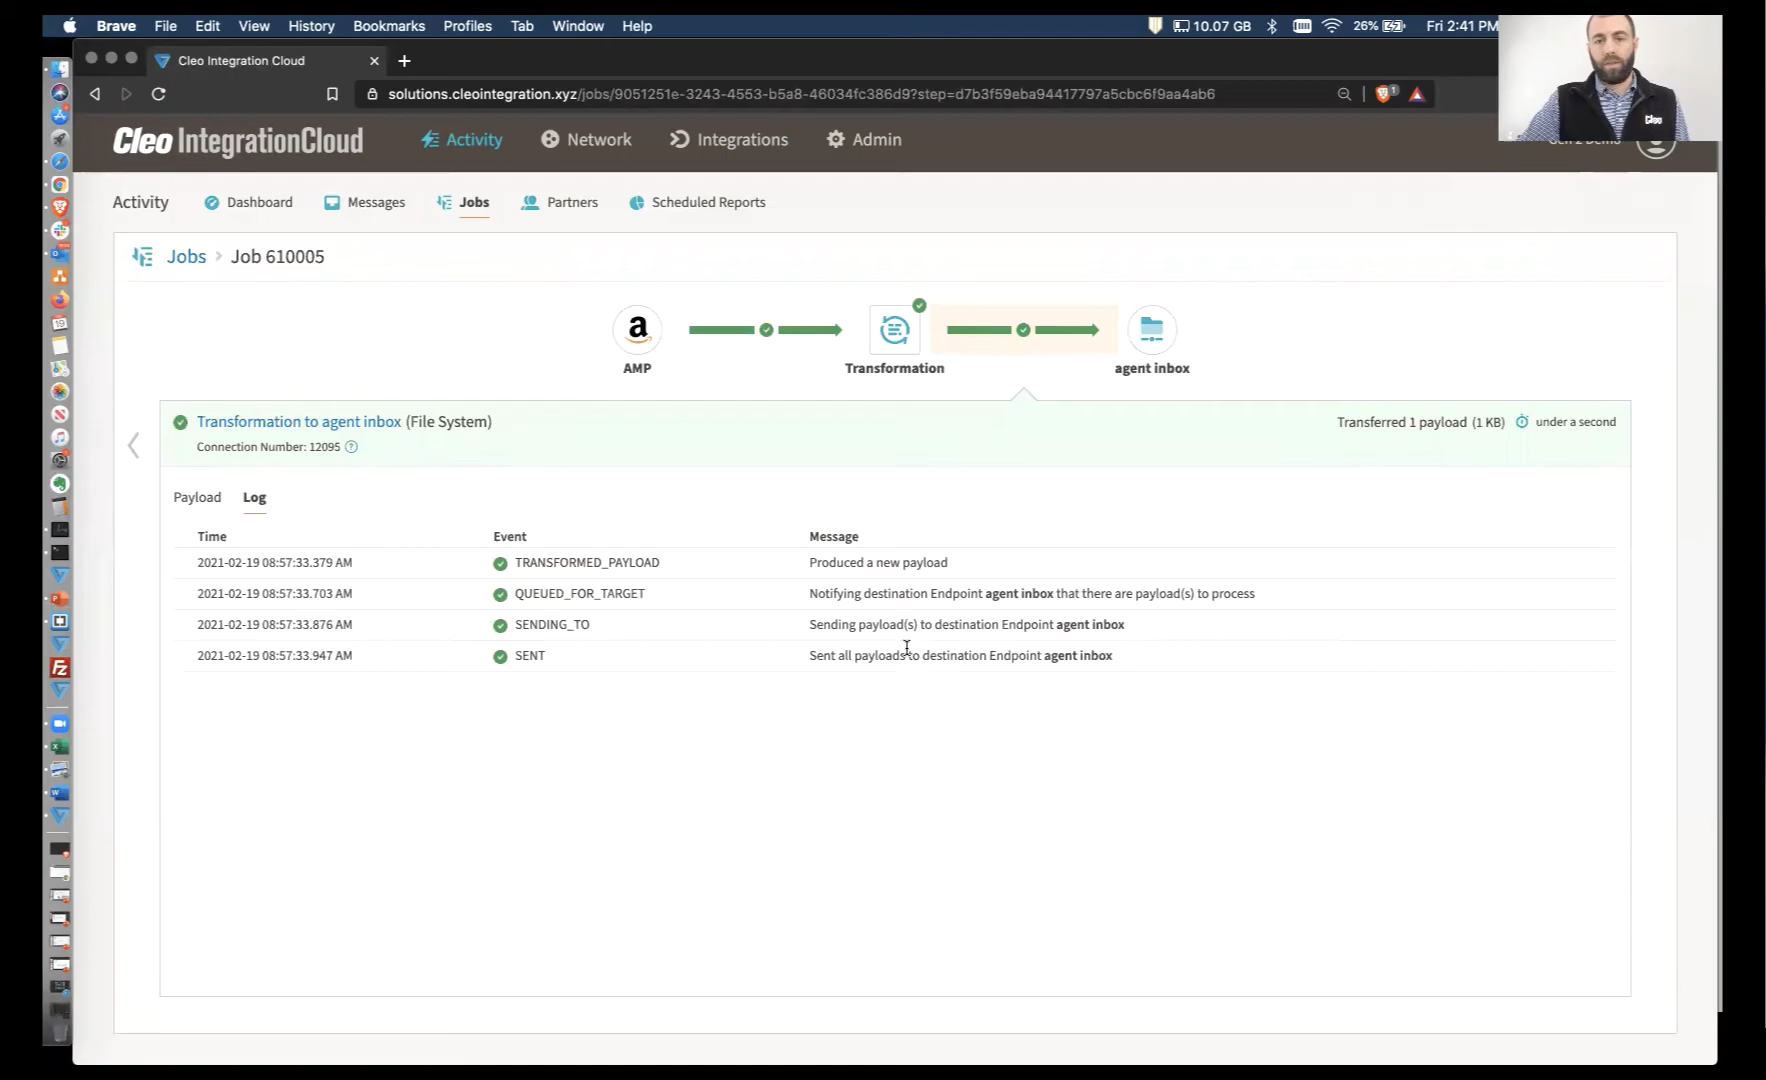 Brave File Edit View History Bookmarks Profiles Tab Window Help 10.07 GB 26% Fri 2:41 PM
Cleo Integration Cloud
solutions.cleointegration.xyz/jobs/9051251e-3243-4553-b5a8-46034fc386d9?step=d7b3f59eba94417797a5cbc6f9aa4ab6
1
Cleo
Cleo IntegrationCloud Activity Network Integrations Admin
Activity Dashboard Messages Jobs Partners Scheduled Reports
Jobs > Job 610005
a
AMP Transformation agent inbox
Transformation to agent inbox (File System) Transferred 1 payload (1 KB) under a second
Connection Number: 12095 ?
Payload Log
Time Event Message
2021-02-19 08:57:33.379 AM TRANSFORMED_PAYLOAD Produced a new payload
2021-02-19 08:57:33.703 AM QUEUED_FOR_TARGET Notifying destination Endpoint agent inbox that there are payload(s) to process
2021-02-19 08:57:33.876 AM SENDING_TO Sending payload(s) to destination Endpoint agent inbox
2021-02-19 08:57:33.947 AM SENT Sent all payloads to destination Endpoint agent inbox